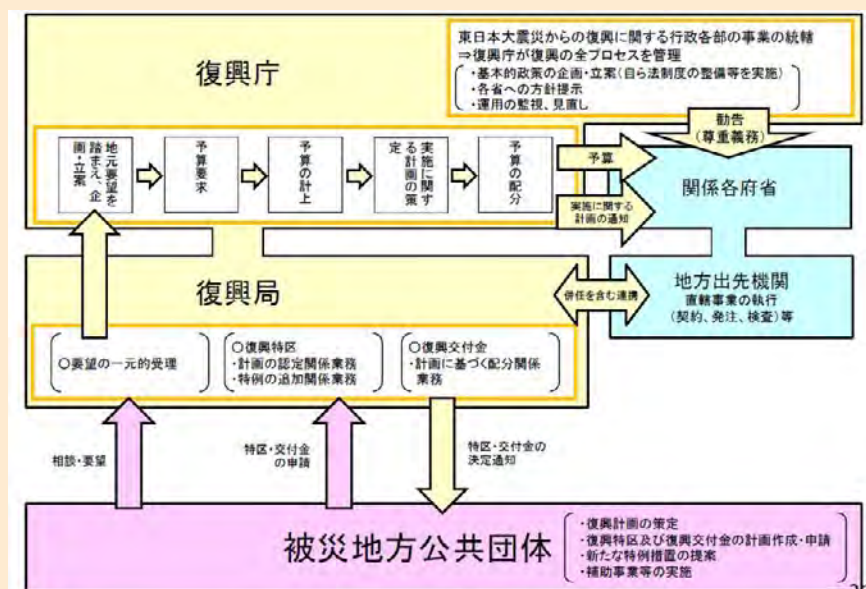 復興庁
東日本大震災からの復興に関する行政各部の事業の統轄
⇒復興庁が復興の全プロセスを管理
・基本的政策の企画・立案(自ら法制度の整備等を実施)
・各省への方針提示
・運用の監視、見直し
勧告
(尊重義務)
地元要望を
踏まえ、企
画・立案
予算要求
予算の計上
実施に関す
る計画の策
定
予算の配分
予算
実施に関する
計画の通知
関係各府省
復興局
併任を含む連携
地方出先機関
直轄事業の執行
(契約、発注、検査)等
〇要望の一元的受理
〇復興特区
・計画の認定関係業務
・特例の追加関係業務
〇復興交付金
・計画に基づく配分関係
業務
相談・要望
特区・交付金
の申請
特区・交付金の
決定通知
被災地方公共団体
・復興計画の策定
・復興特区及び復興交付金の計画作成・申請
・新たな特例措置の提案
・補助事業等の実施